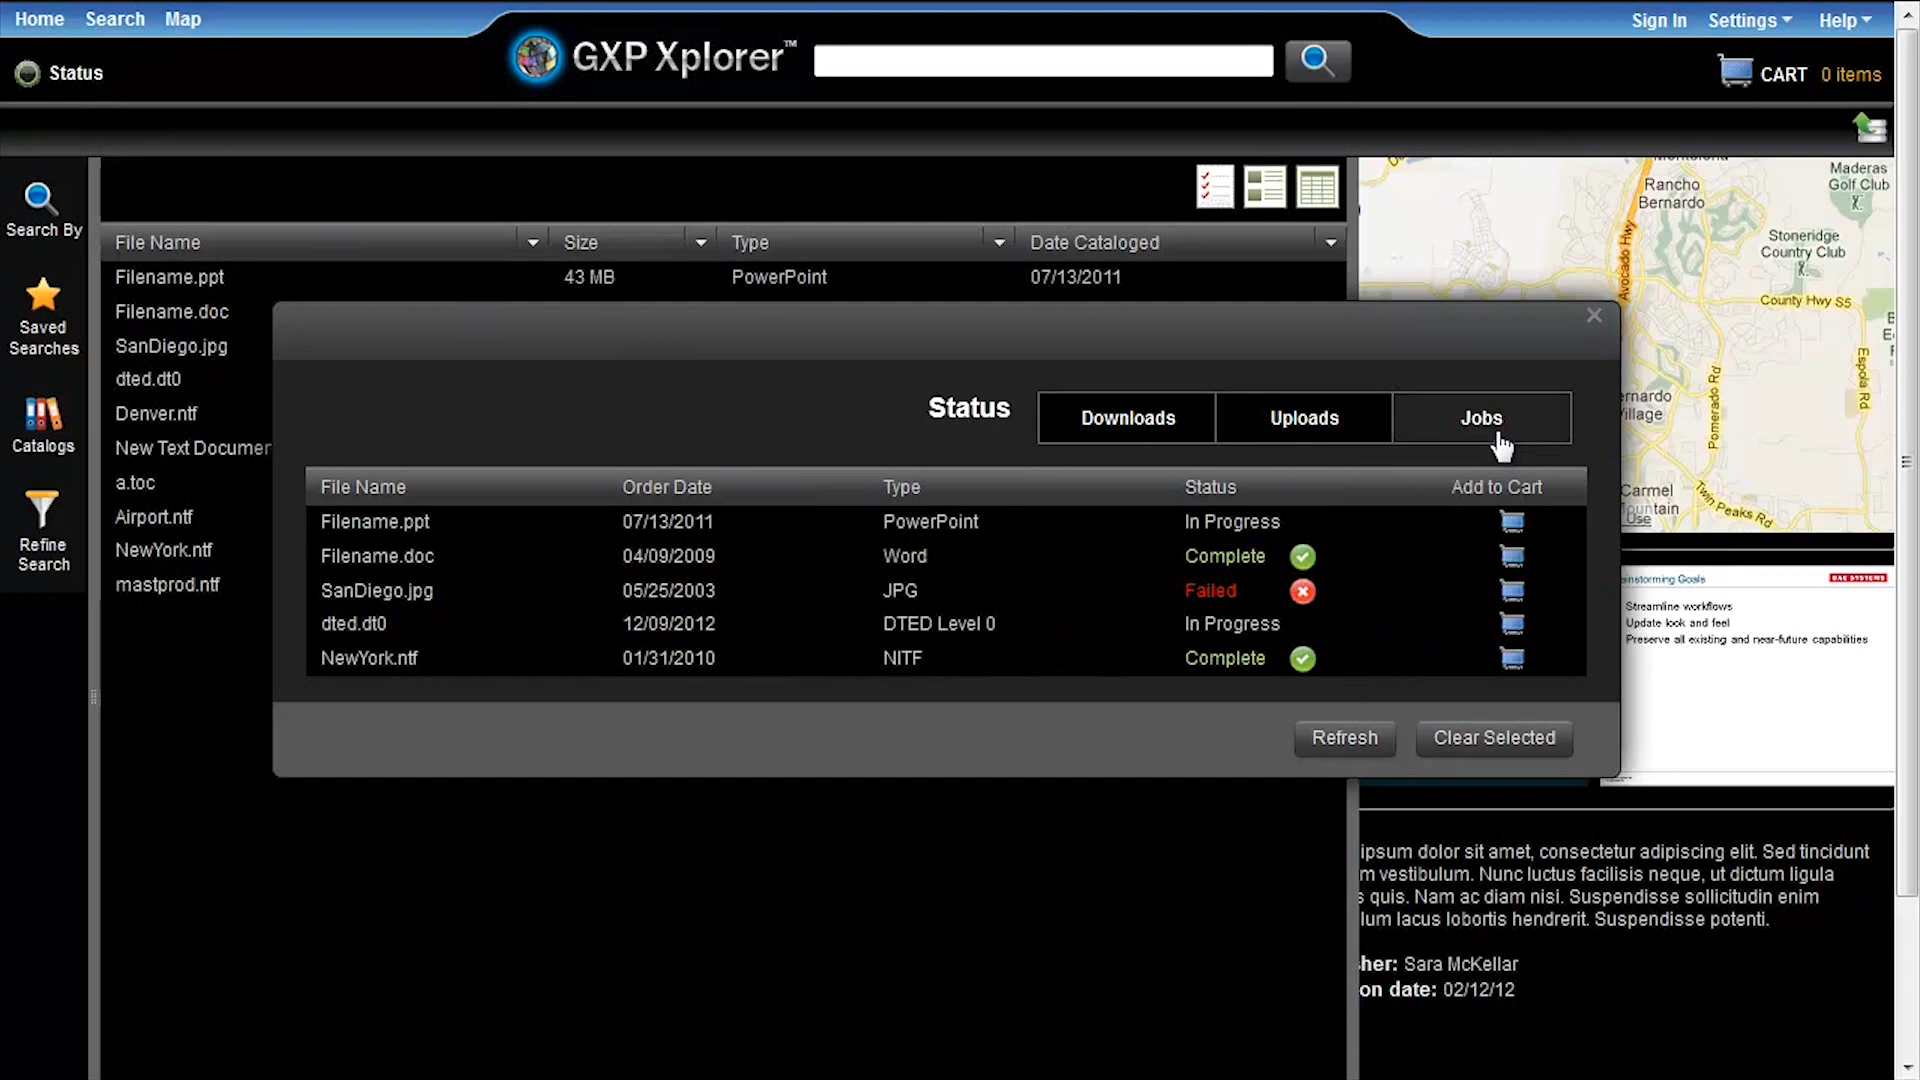 Home Search Map
Sign In Settings Help
Status
GXP Xplorer™
CART 0 items
Search By
Saved
Searches
Catalogs
Refine
Search
File Name Size Type Date Cataloged
Filename.ppt 43 MB PowerPoint 07/13/2011
Filename.doc
SanDiego.jpg
dted.dt0
Denver.ntf
New Text Documen
a.toc
Airport.ntf
NewYork.ntf
mastprod.ntf
Status Downloads Uploads Jobs
File Name Order Date Type Status Add to Cart
Filename.ppt 07/13/2011 PowerPoint In Progress
Filename.doc 04/09/2009 Word Complete
SanDiego.jpg 05/25/2003 JPG Failed
dted.dt0 12/09/2012 DTED Level 0 In Progress
NewYork.ntf 01/31/2010 NITF Complete
Refresh Clear Selected
Maderas
Golf Club
Rancho
Bernardo
Stoneridge
Country Club
County Hwy S5
Avocado Hwy
Espola Rd
Pomerado Rd
rnardo
Village
Carmel
Mountain
Use
Twin Peaks Rd
instorming Goals
BAE SYSTEMS
Streamline workflows
Update look and feel
Preserve all existing and near-future capabilities
ipsum dolor sit amet, consectetur adipiscing elit. Sed tincidunt
m vestibulum. Nunc luctus facilisis neque, ut dictum ligula
s quis. Nam ac diam nisi. Suspendisse sollicitudin enim
lum lacus lobortis hendrerit. Suspendisse potenti.
sher: Sara McKellar
on date: 02/12/12